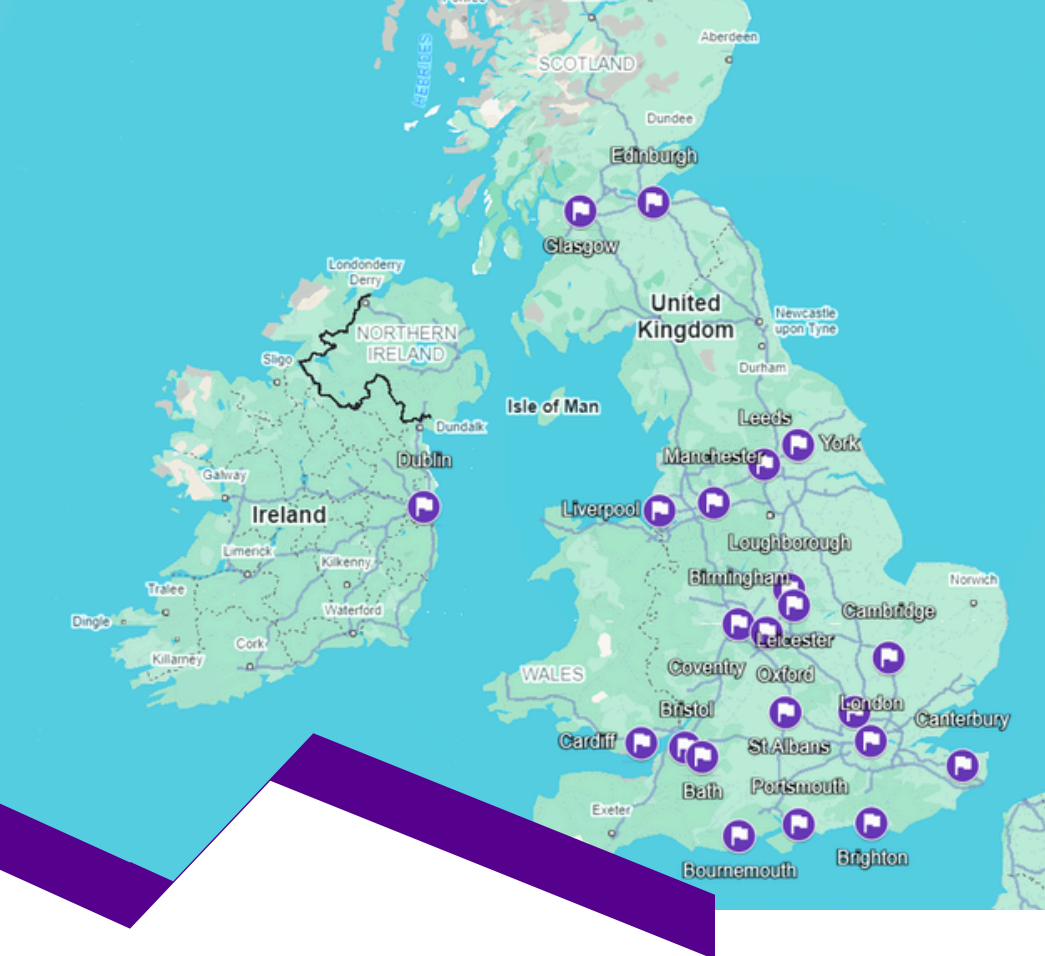 HEBRIDES
SCOTLAND
Aberdeen
Dundee
Edinburgh
Glasgow
Londonderry
Derry
NORTHERN
IRELAND
United
Kingdom
Newcastle
upon Tyne
Sligo
Durham
Isle of Man
Leeds
Dundalk
York
Manchester
Dublin
Galway
Liverpool
Ireland
Loughborough
Limerick
Kilkenny
Birmingham
Norwich
Tralee
Waterford
Cambridge
Dingle
Cork
Leicester
Killarney
Coventry
Oxford
WALES
London
Bristol
Canterbury
Cardiff
St Albans
Bath
Portsmouth
Exeter
Brighton
Bournemouth